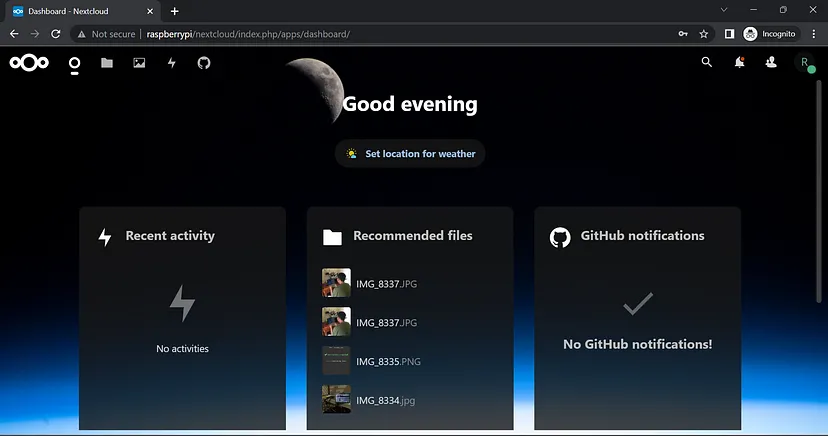 Dashboard - Nextcloud
Not secure | raspberrypi/nextcloud/index.php/apps/dashboard/
Incognito
R
Good evening
Set location for weather
Recent activity
No activities
Recommended files
IMG_8337.JPG
IMG_8337.JPG
IMG_8335.PNG
IMG_8334.jpg
GitHub notifications
No GitHub notifications!